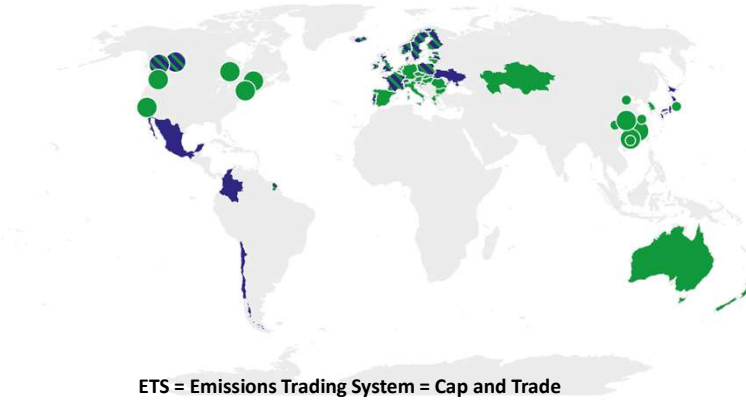 ETS = Emissions Trading System = Cap and Trade